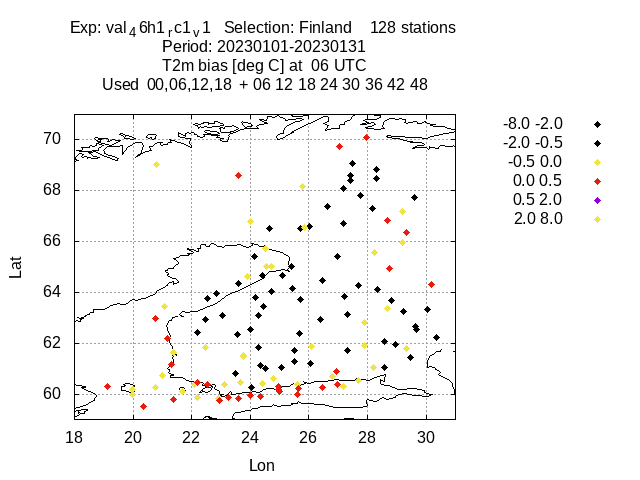 Exp: val 4 6h1 r c1 v 1 Selection: Finland 128 stations
Period: 20230101-20230131
T2m bias [deg C] at 06 UTC
Used 00,06,12,18 + 06 12 18 24 30 36 42 48
70
68
66
64
62
60
18 20 22 24 26 28 30
Lat
Lon
-8.0 -2.0
-2.0 -0.5
-0.5 0.0
0.0 0.5
0.5 2.0
2.0 8.0